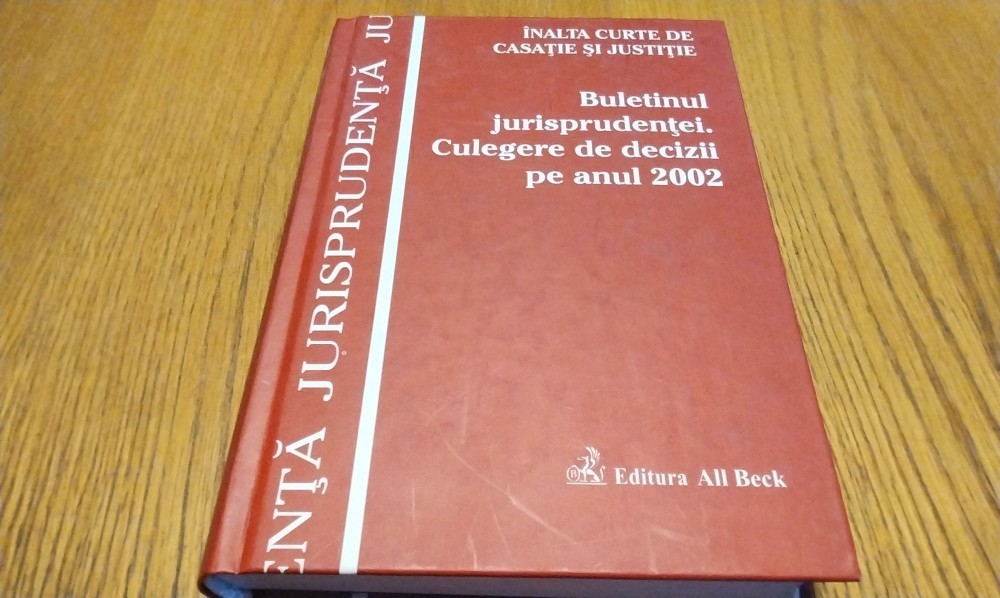 ÎNALTA CURTE DE
CASAŢIE ŞI JUSTIŢIE
Buletinul
jurisprudenţei.
Culegere de decizii
pe anul 2002
ENŢĂ JURISPRUDENŢĂ JU
B
Editura All Beck